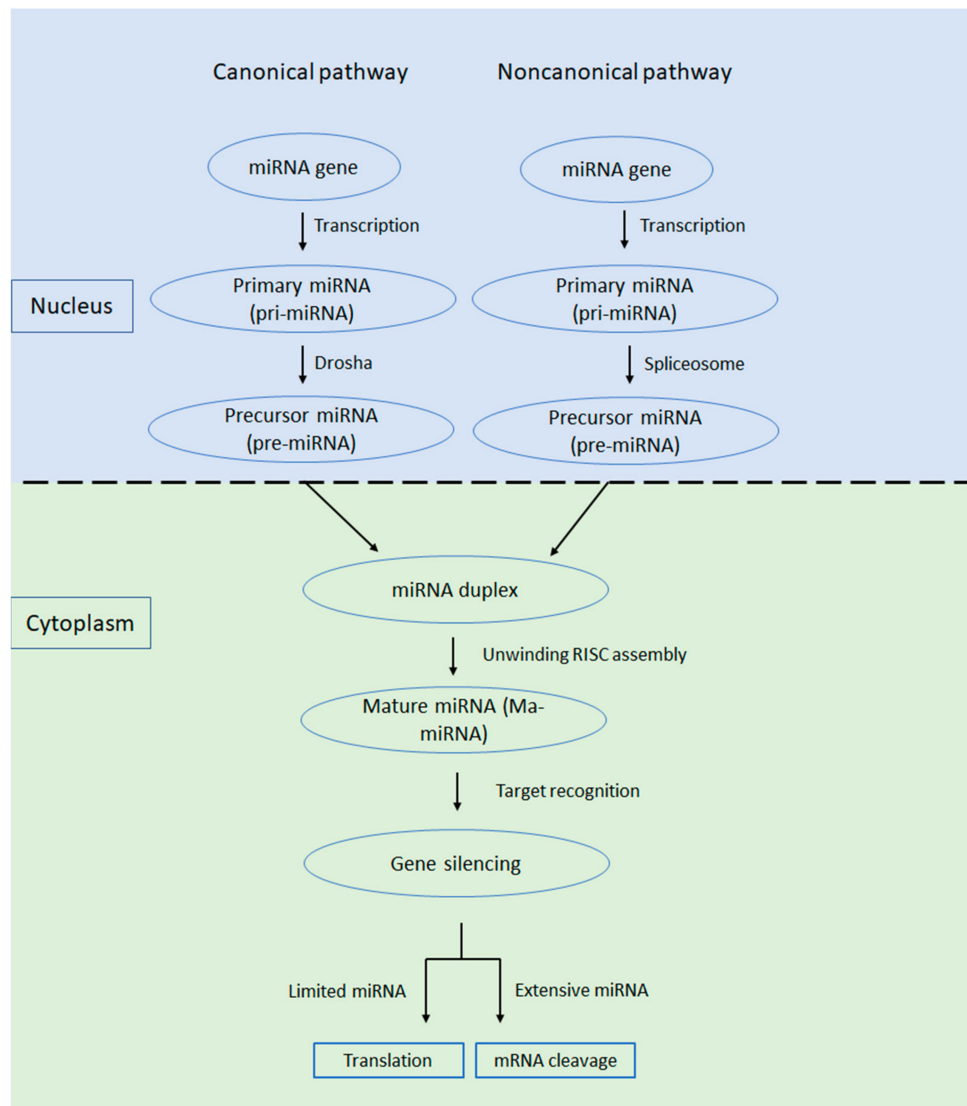 Canonical pathway
Noncanonical pathway
miRNA gene
miRNA gene
Transcription
Transcription
Nucleus
Primary miRNA
(pri-miRNA)
Primary miRNA
(pri-miRNA)
Drosha
Spliceosome
Precursor miRNA
(pre-miRNA)
Precursor miRNA
(pre-miRNA)
miRNA duplex
Cytoplasm
Unwinding RISC assembly
Mature miRNA (Ma-
miRNA)
Target recognition
Gene silencing
Limited miRNA
Extensive miRNA
Translation
mRNA cleavage